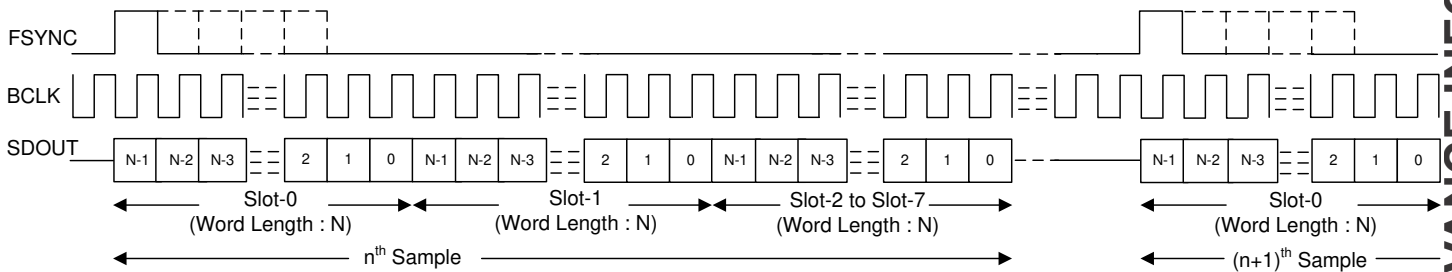 FSYNC
BCLK
SDOUT
N-1 N-2 N-3 2 1 0 N-1 N-2 N-3 2 1 0 N-1 N-2 N-3 2 1 0 N-1 N-2 N-3 2 1 0
Slot-0 Slot-1 Slot-2 to Slot-7 Slot-0
(Word Length : N) (Word Length : N) (Word Length : N) (Word Length : N)
nth Sample (n+1)th Sample